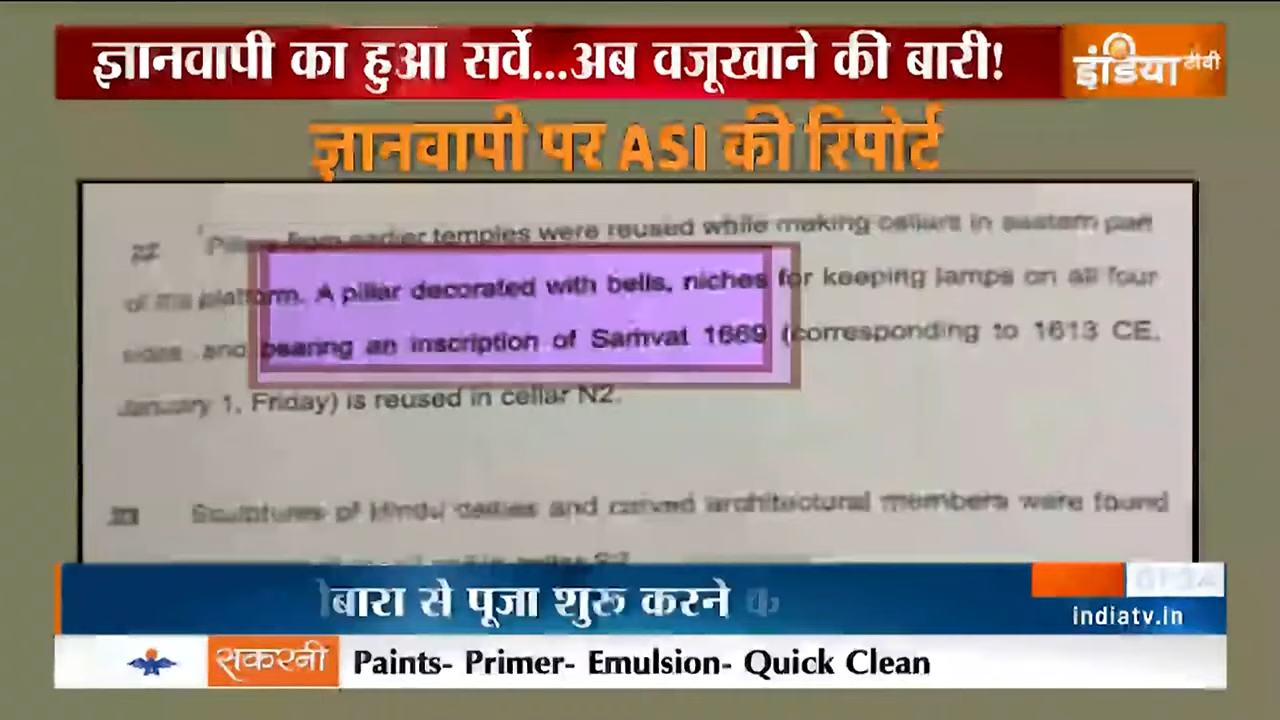 ज्ञानवापी का हुआ सर्वे...अब वजूखाने की बारी!
इंडिया टीवी
ज्ञानवापी पर ASI की रिपोर्ट
from earlier temples were reused while making cellars in eastern part
of the platform. A pillar decorated with bells, niches for keeping lamps on all four
sides and bearing an inscription of Samvat 1669 (corresponding to 1613 CE,
January 1, Friday) is reused in cellar N2.
Sculptures of Hindu deities and carved architectural members were found
बारा से पूजा शुरू करने
indiatv.in
सकरनी Paints- Primer- Emulsion- Quick Clean